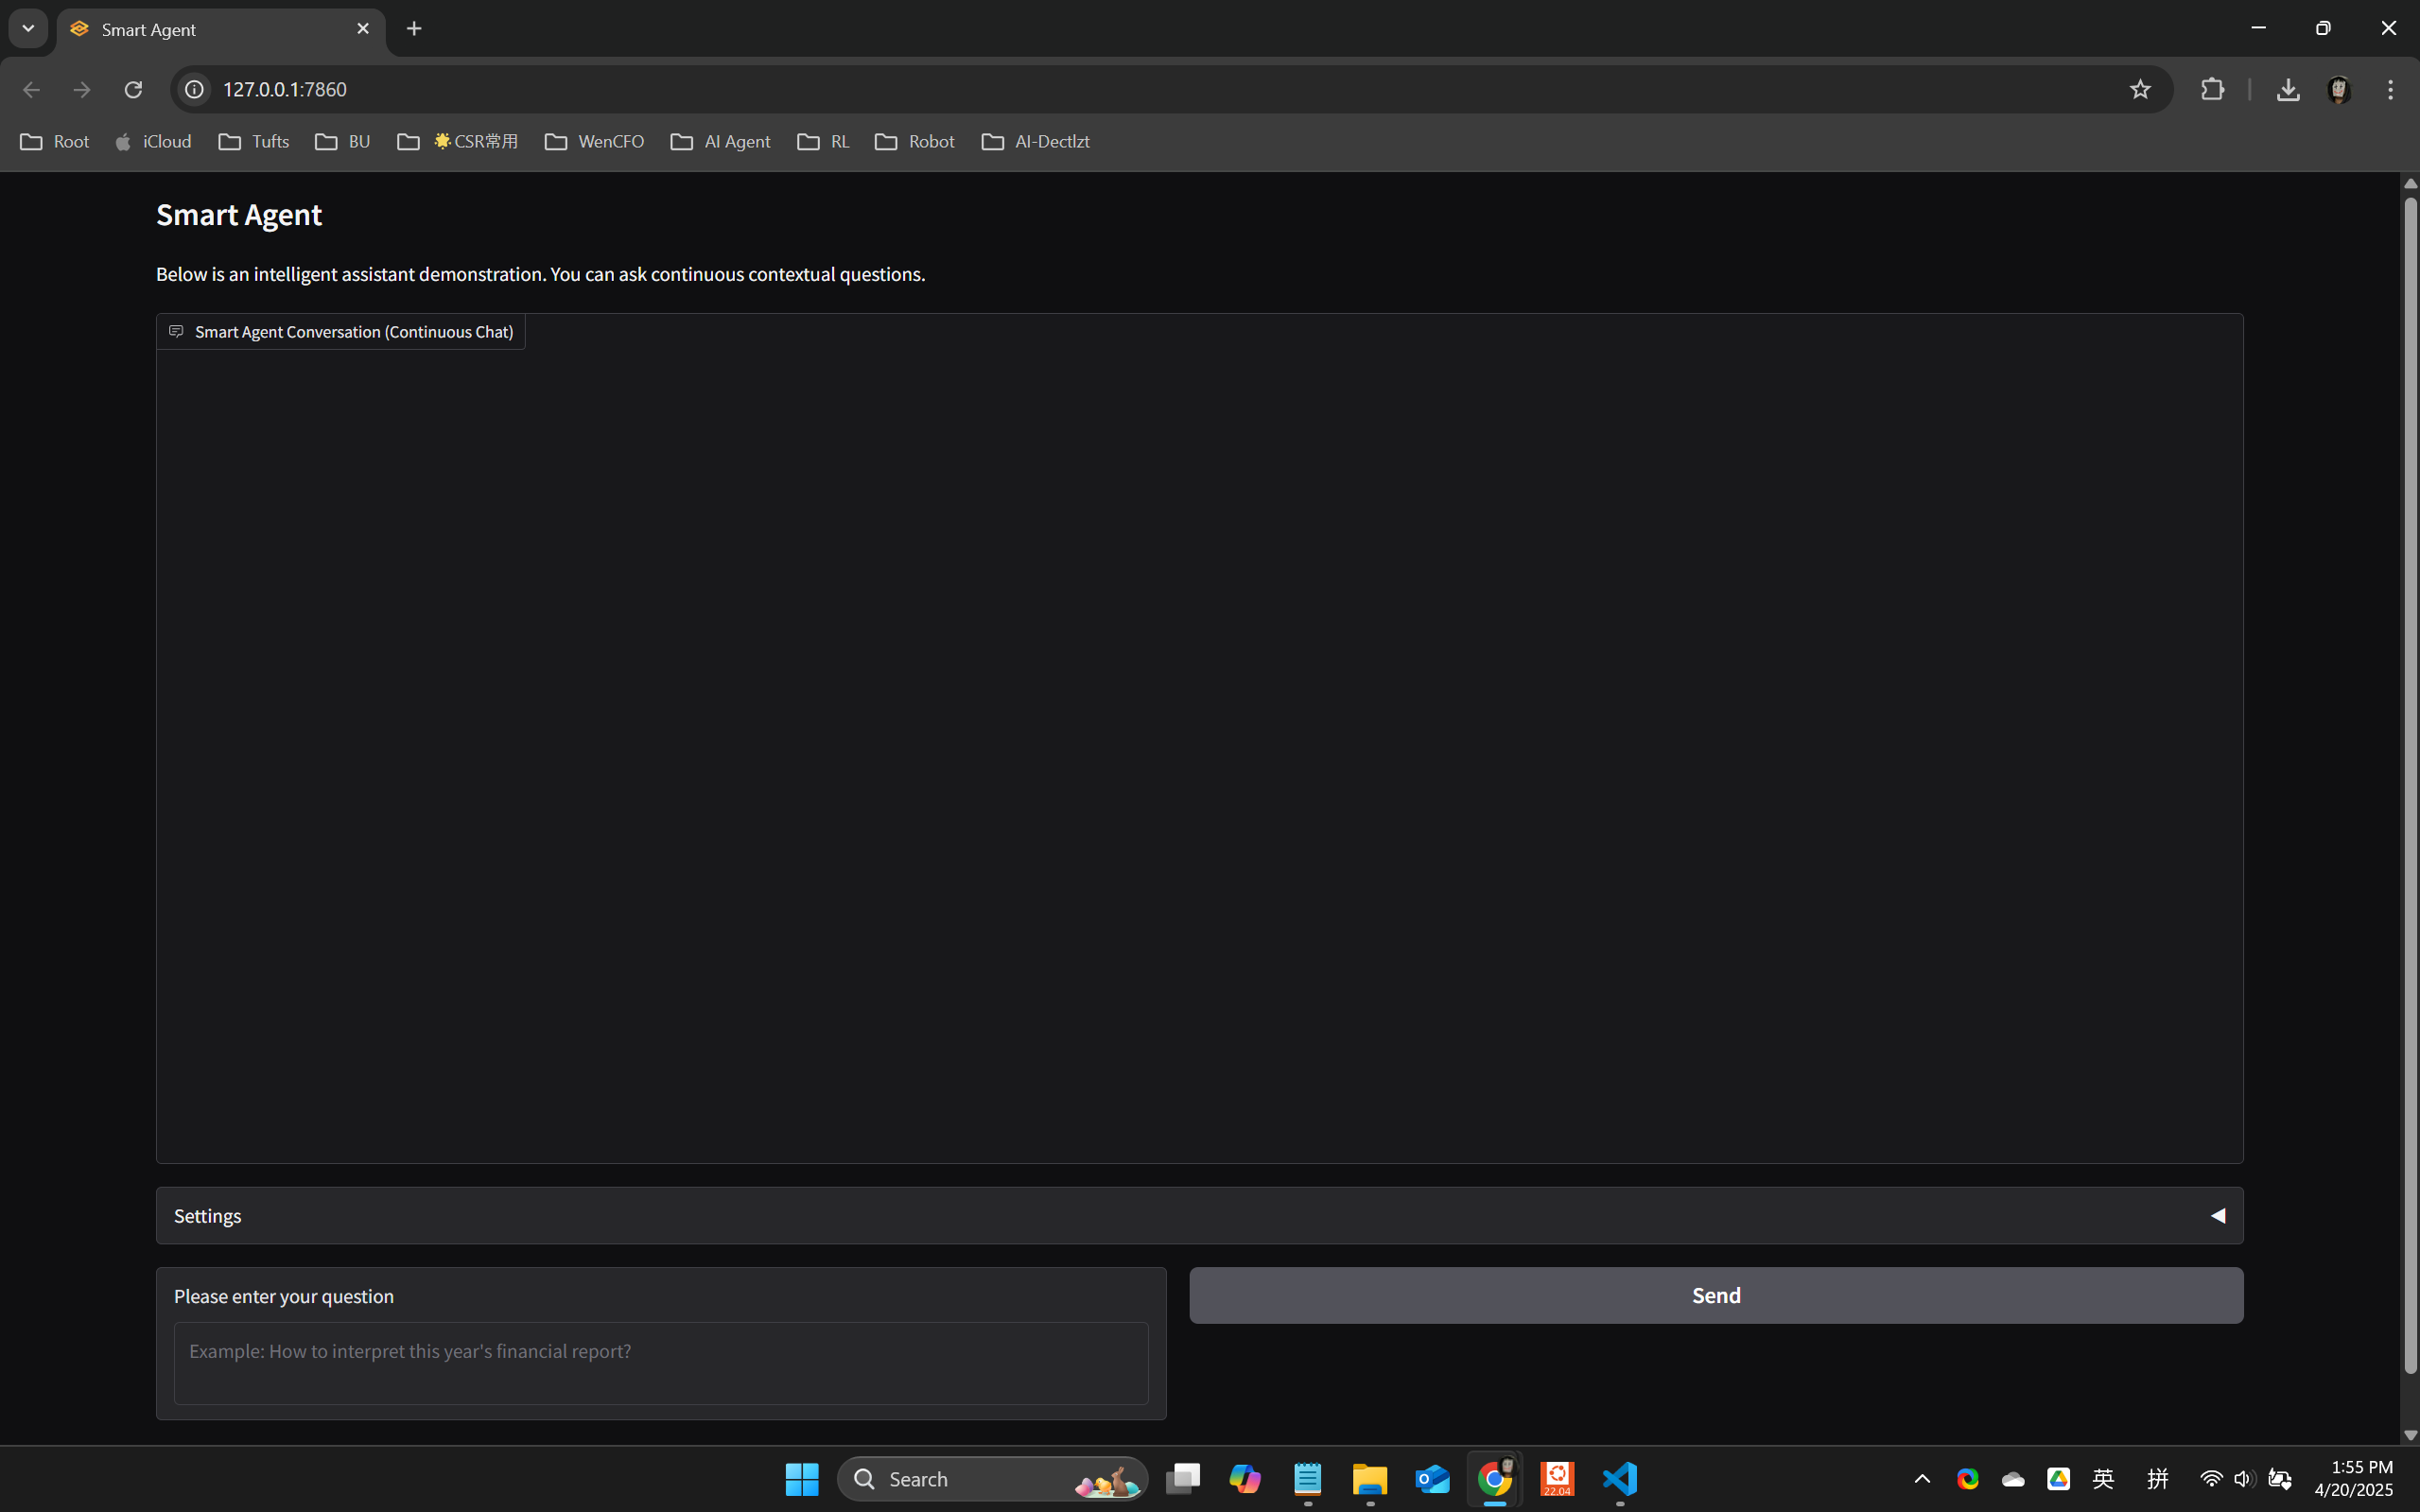 Smart Agent
127.0.0.1:7860
Root
iCloud
Tufts
BU
CSR常用
WenCFO
AI Agent
RL
Robot
AI-Dectlzt
Smart Agent
Below is an intelligent assistant demonstration. You can ask continuous contextual questions.
Smart Agent Conversation (Continuous Chat)
Settings
Please enter your question
Send
Example: How to interpret this year's financial report?
Search
22.04
英
拼
1:55 PM
4/20/2025